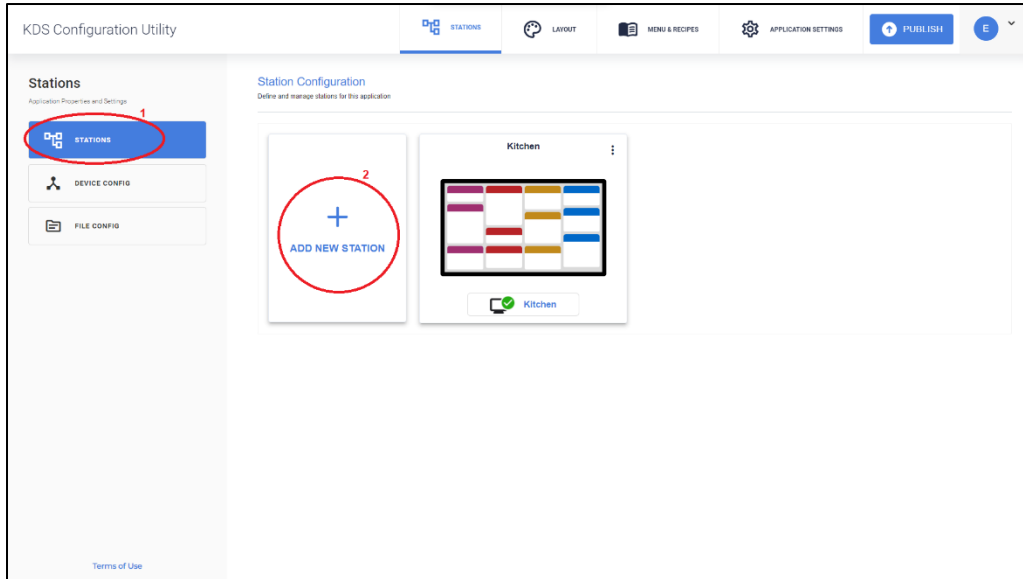 KDS Configuration Utility
STATIONS
LAYOUT
MENU & RECIPES
APPLICATION SETTINGS
PUBLISH
E
Stations
Application Properties and Settings
1
STATIONS
DEVICE CONFIG
FILE CONFIG
Station Configuration
Define and manage stations for this application
2
ADD NEW STATION
Kitchen
Kitchen
Terms of Use